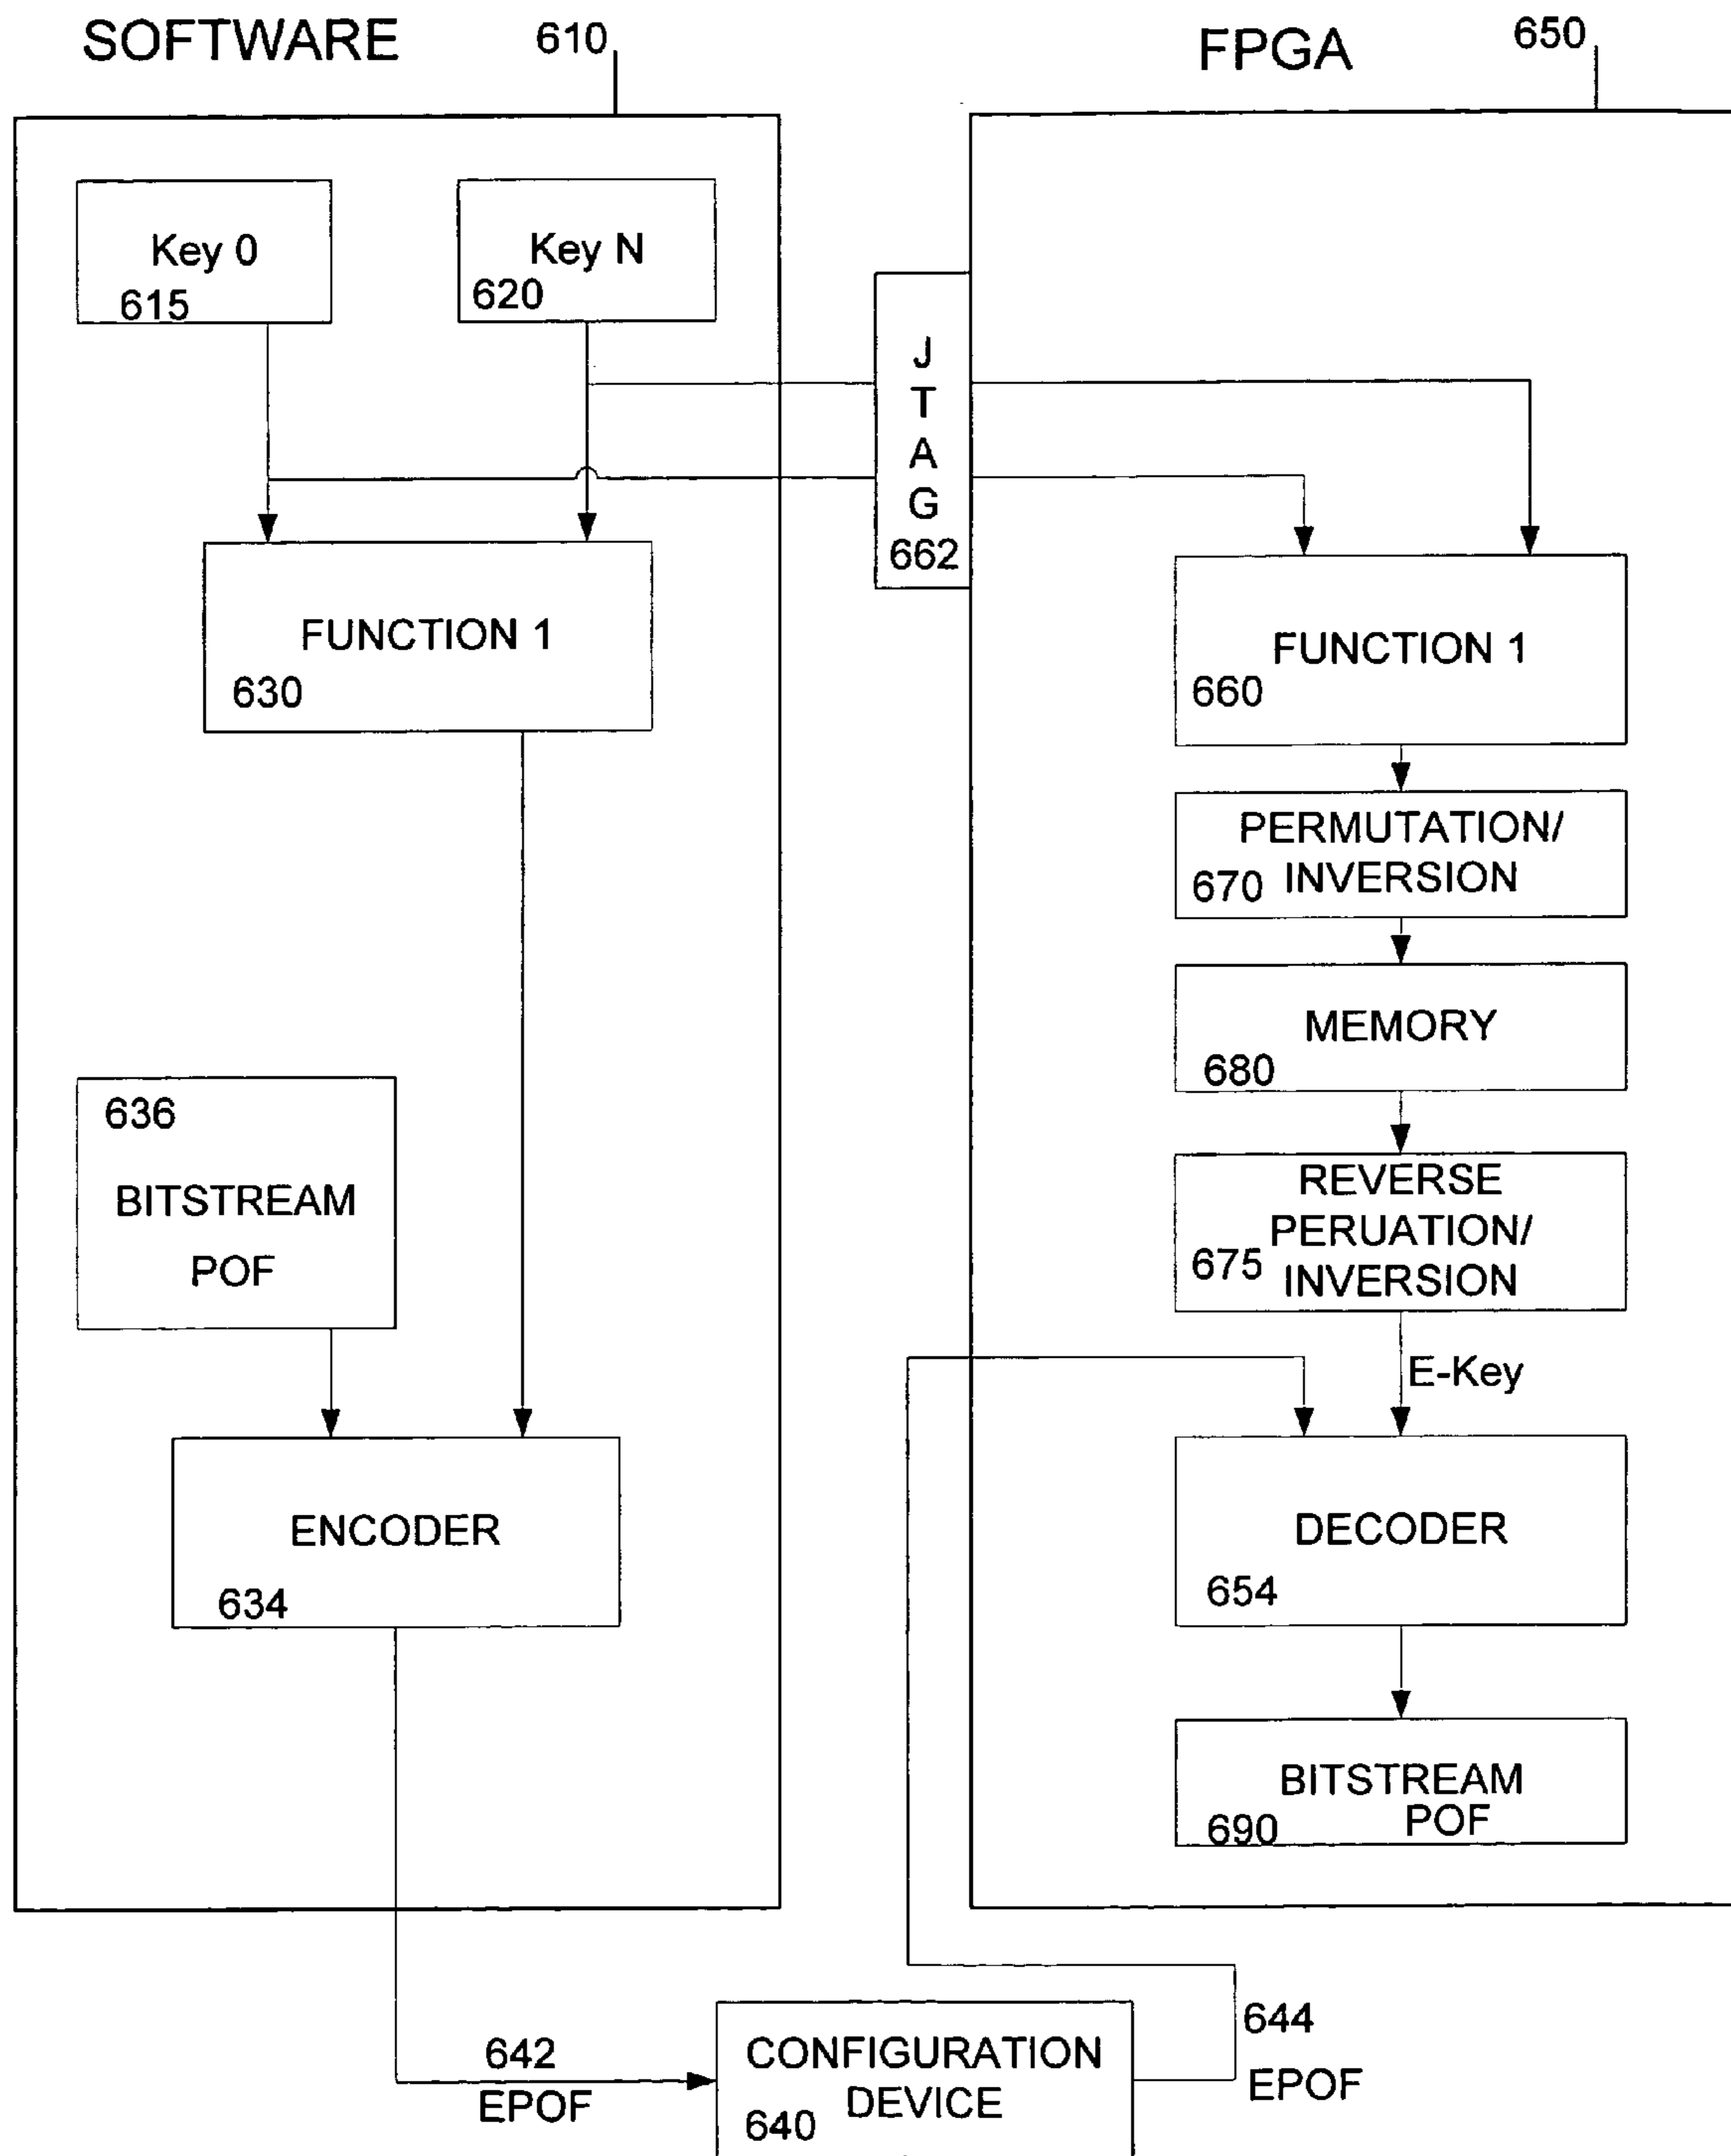 SOFTWARE
610
FPGA
650
Key 0
615
Key N
620
J
T
A
G
662
FUNCTION 1
630
FUNCTION 1
660
PERMUTATION/
670 INVERSION
MEMORY
680
REVERSE
PERUATION/
675 INVERSION
E-Key
636
BITSTREAM
POF
ENCODER
634
DECODER
654
BITSTREAM
POF
690
642
EPOF
CONFIGURATION
DEVICE
640
644
EPOF